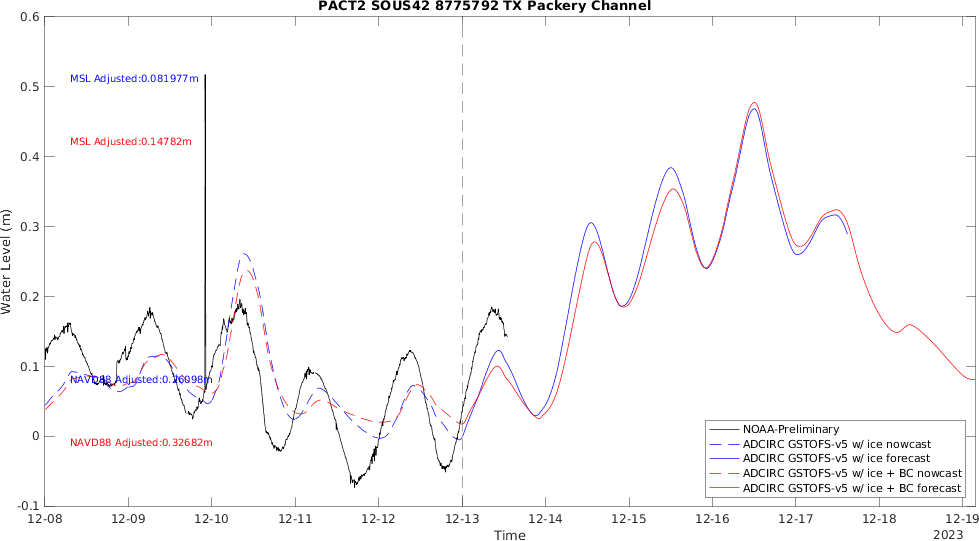 PACT2 SOUS42 8775792 TX Packery Channel
0.6
0.5
0.4
0.3
0.2
0.1
0
-0.1
Water Level (m)
MSL Adjusted:0.081977m
MSL Adjusted:0.14782m
NAVD88 Adjusted:0.26098m
NAVD88 Adjusted:0.32682m
NOAA-Preliminary
ADCIRC GSTOFS-v5 w/ ice nowcast
ADCIRC GSTOFS-v5 w/ ice forecast
ADCIRC GSTOFS-v5 w/ ice + BC nowcast
ADCIRC GSTOFS-v5 w/ ice + BC forecast
12-08 12-09 12-10 12-11 12-12 12-13 12-14 12-15 12-16 12-17 12-18 12-19
Time
2023